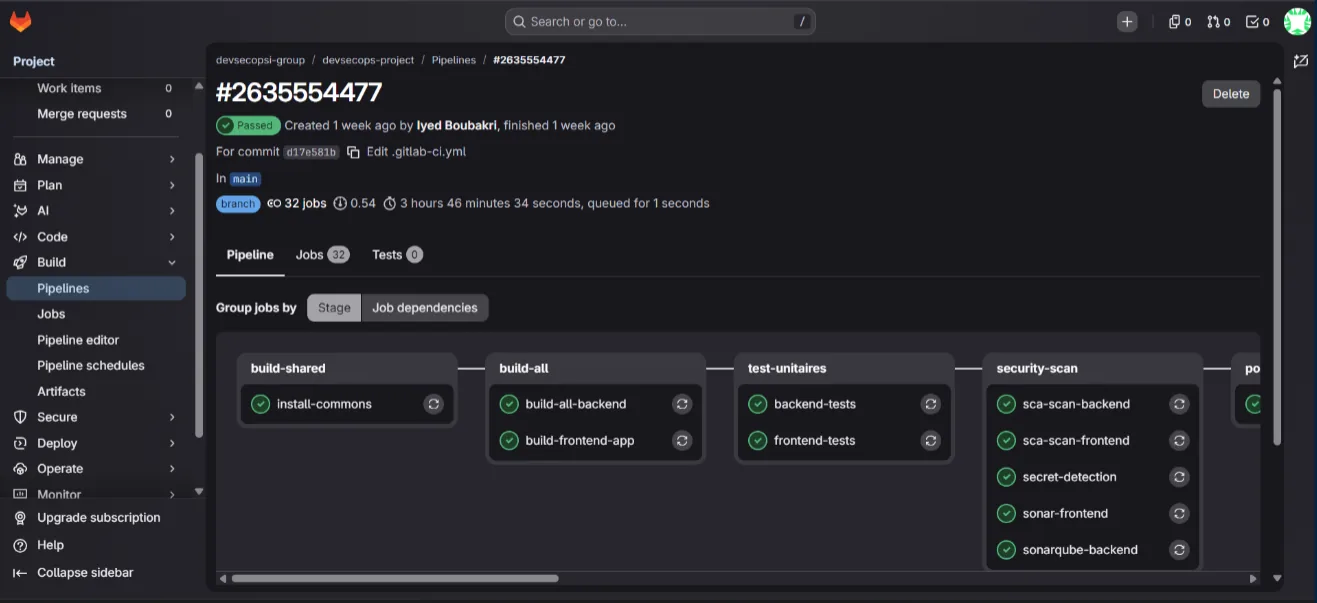 Search or go to... /
0 0 0
Project
Work items 0
Merge requests 0
Manage
Plan
AI
Code
Build
Pipelines
Jobs
Pipeline editor
Pipeline schedules
Artifacts
Secure
Deploy
Operate
Monitor
Upgrade subscription
Help
Collapse sidebar
devsecopsi-group / devsecops-project / Pipelines / #2635554477
#2635554477
Delete
Passed Created 1 week ago by Iyed Boubakri, finished 1 week ago
For commit d17e581b Edit .gitlab-ci.yml
In main
branch 32 jobs 0.54 3 hours 46 minutes 34 seconds, queued for 1 seconds
Pipeline Jobs 32 Tests 0
Group jobs by Stage Job dependencies
build-shared
install-commons
build-all
build-all-backend
build-frontend-app
test-unitaires
backend-tests
frontend-tests
security-scan
sca-scan-backend
sca-scan-frontend
secret-detection
sonar-frontend
sonarqube-backend
po